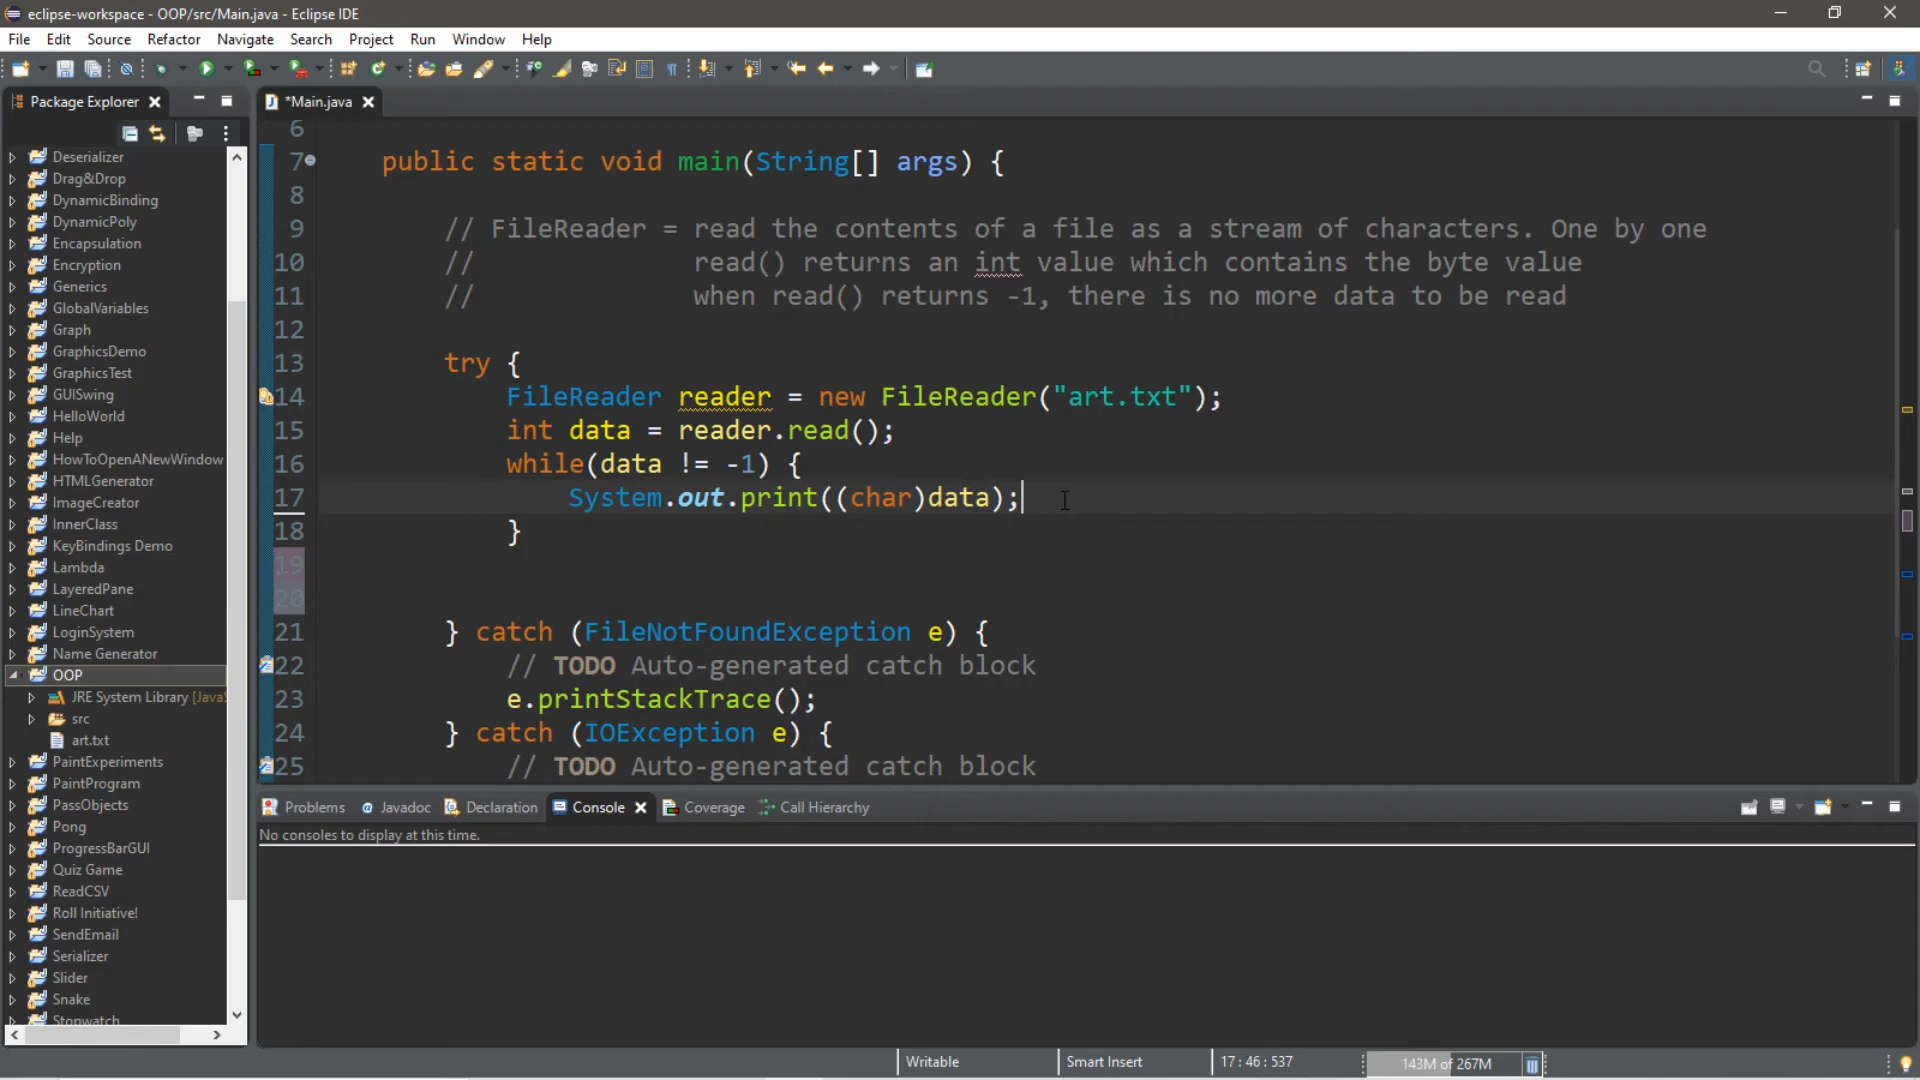 eclipse-workspace - OOP/src/Main.java - Eclipse IDE
File Edit Source Refactor Navigate Search Project Run Window Help
Package Explorer
*Main.java
Deserializer
Drag&Drop
DynamicBinding
DynamicPoly
Encapsulation
Encryption
Generics
GlobalVariables
Graph
GraphicsDemo
GraphicsTest
GUISwing
HelloWorld
Help
HowToOpenANewWindow
HTMLGenerator
ImageCreator
InnerClass
KeyBindings Demo
Lambda
LayeredPane
LineChart
LoginSystem
Name Generator
OOP
JRE System Library [JavaS
src
art.txt
PaintExperiments
PaintProgram
PassObjects
Pong
ProgressBarGUI
Quiz Game
ReadCSV
Roll Initiative!
SendEmail
Serializer
Slider
Snake
Stopwatch
6
7 public static void main(String[] args) {
8
9 // FileReader = read the contents of a file as a stream of characters. One by one
10 // read() returns an int value which contains the byte value
11 // when read() returns -1, there is no more data to be read
12
13 try {
14 FileReader reader = new FileReader("art.txt");
15 int data = reader.read();
16 while(data != -1) {
17 System.out.print((char)data);
18 }
19
20
21 } catch (FileNotFoundException e) {
22 // TODO Auto-generated catch block
23 e.printStackTrace();
24 } catch (IOException e) {
25 // TODO Auto-generated catch block
Problems Javadoc Declaration Console Coverage Call Hierarchy
No consoles to display at this time.
Writable Smart Insert 17 : 46 : 537 143M of 267M